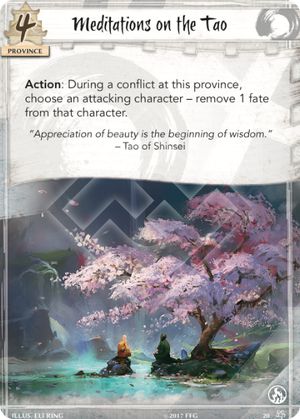 4
PROVINCE
Meditations on the Tao
Action: During a conflict at this province,
choose an attacking character – remove 1 fate
from that character.
"Appreciation of beauty is the beginning of wisdom."
– Tao of Shinsei
ILLUS: ELI RING
© 2017 FFG
20